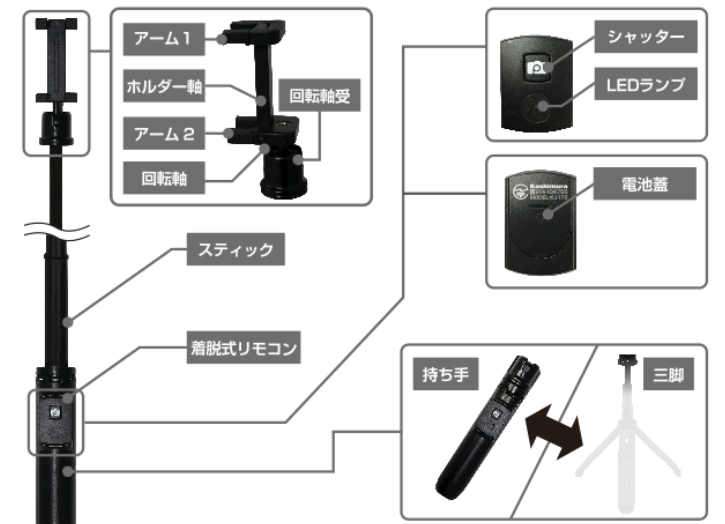 アーム1
ホルダー軸
回転軸受
アーム2
回転軸
シャッター
LEDランプ
Kashimura
電池蓋
スティック
着脱式リモコン
持ち手
三脚